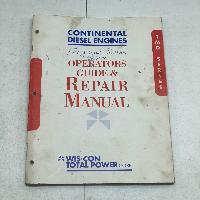 CONTINENTAL
DIESEL ENGINES
OPERATORS
GUIDE &
REPAIR
MANUAL
TMD SERIES
WIS-CON
TOTAL POWER